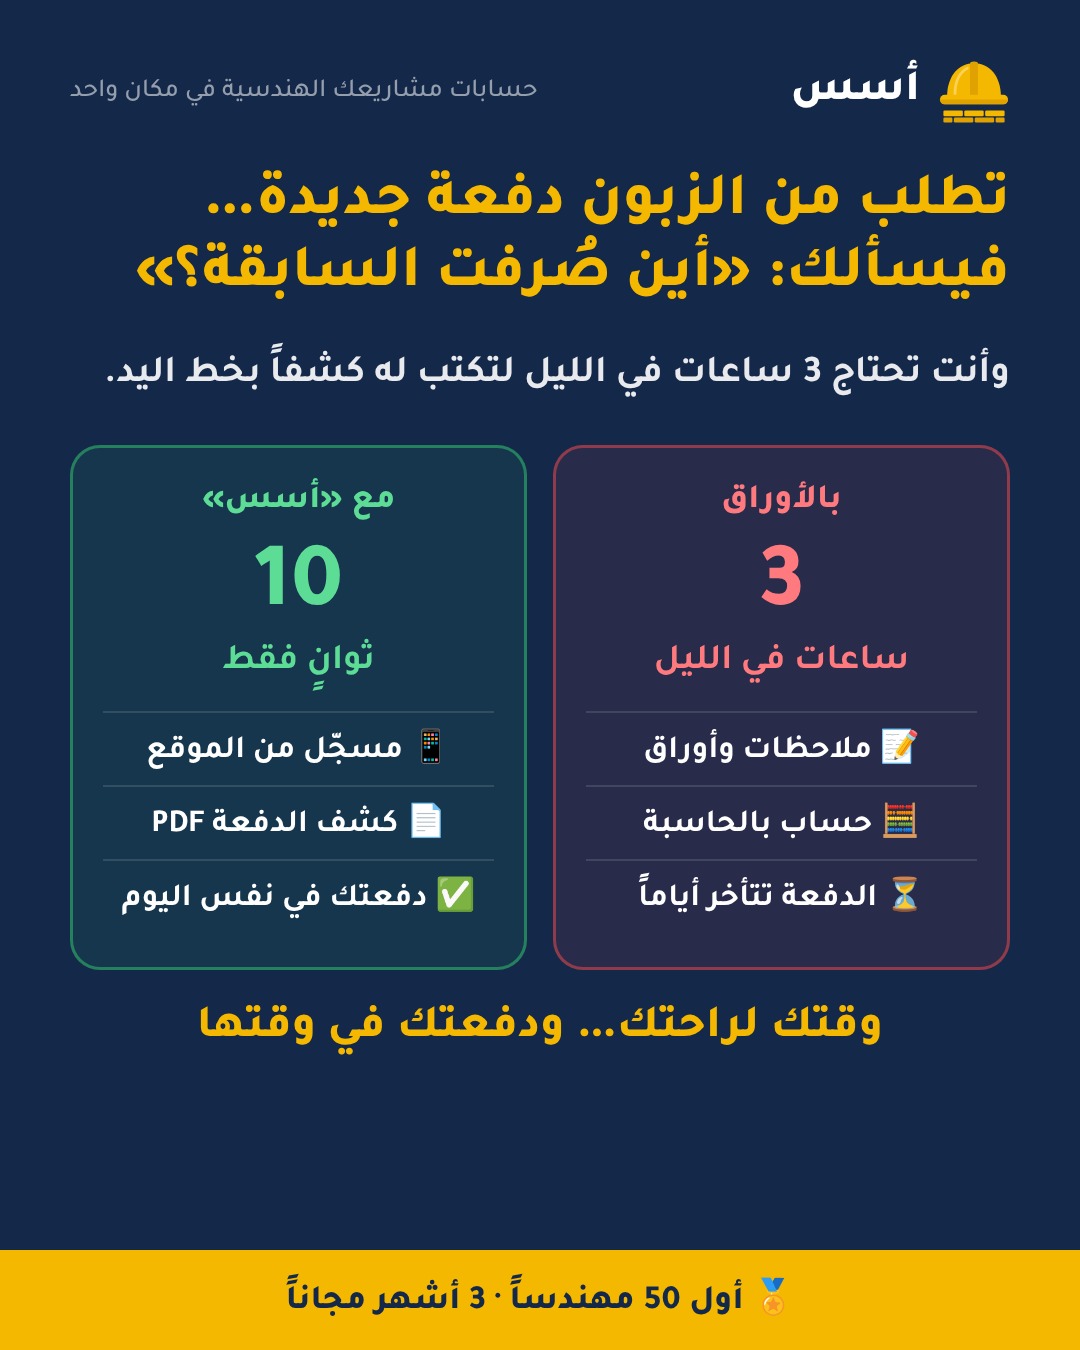 أسس
حسابات مشاريعك الهندسية في مكان واحد
تطلب من الزبون دفعة جديدة...
فيسألك: «أين صُرفت السابقة؟»
وأنت تحتاج 3 ساعات في الليل لتكتب له كشفاً بخط اليد.
بالأوراق
3
ساعات في الليل
📝 ملاحظات وأوراق
🧮 حساب بالحاسبة
⏳ الدفعة تتأخر أياماً
مع «أسس»
10
ثوانٍ فقط
📱 مسجّل من الموقع
📄 كشف الدفعة PDF
✅ دفعتك في نفس اليوم
وقتك لراحتك... ودفعتك في وقتها
🏅 أول 50 مهندساً · 3 أشهر مجاناً